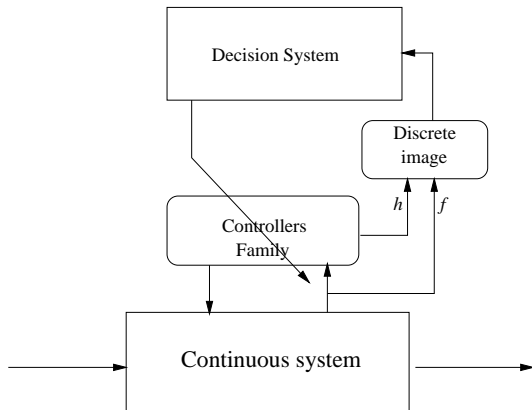 Decision System
Discrete
image
h
f
Controllers
Family
Continuous system